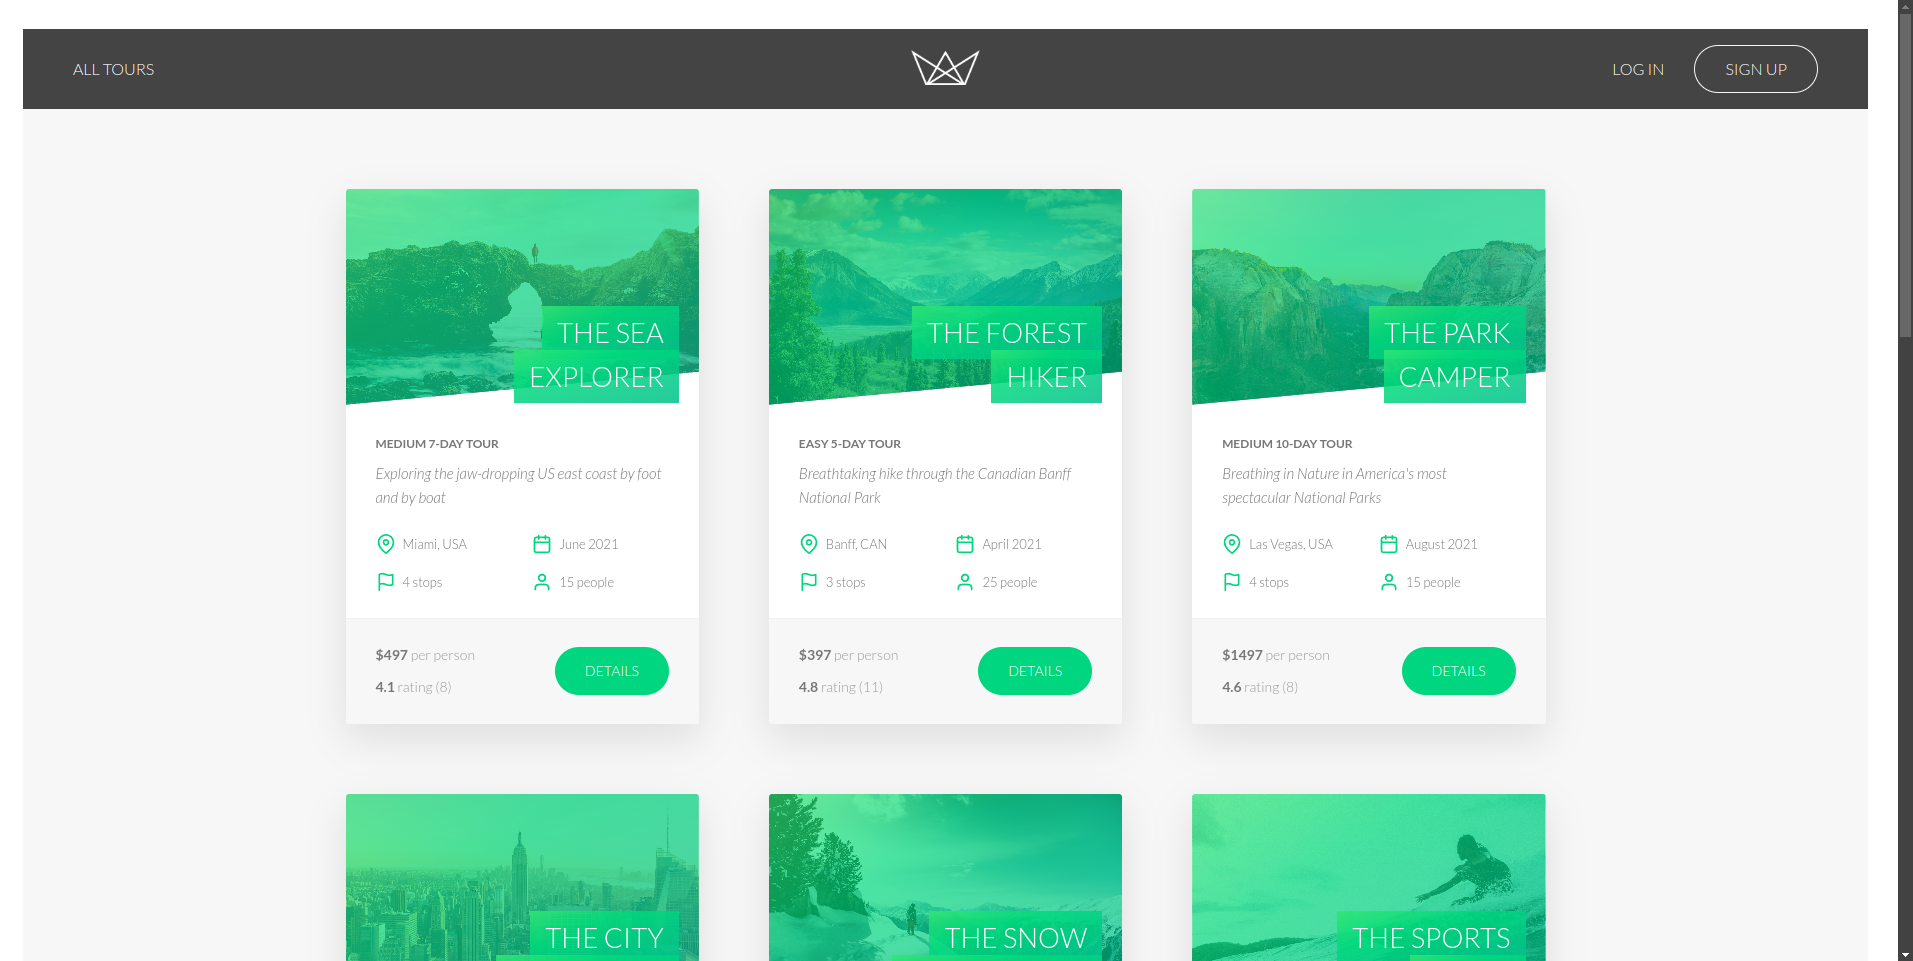 ALL TOURS
LOG IN
SIGN UP
THE SEA
EXPLORER
MEDIUM 7-DAY TOUR
Exploring the jaw-dropping US east coast by foot
and by boat
Miami, USA
June 2021
4 stops
15 people
$497 per person
4.1 rating (8)
DETAILS
THE FOREST
HIKER
EASY 5-DAY TOUR
Breathtaking hike through the Canadian Banff
National Park
Banff, CAN
April 2021
3 stops
25 people
$397 per person
4.8 rating (11)
DETAILS
THE PARK
CAMPER
MEDIUM 10-DAY TOUR
Breathing in Nature in America's most
spectacular National Parks
Las Vegas, USA
August 2021
4 stops
15 people
$1497 per person
4.6 rating (8)
DETAILS
THE CITY
THE SNOW
THE SPORTS